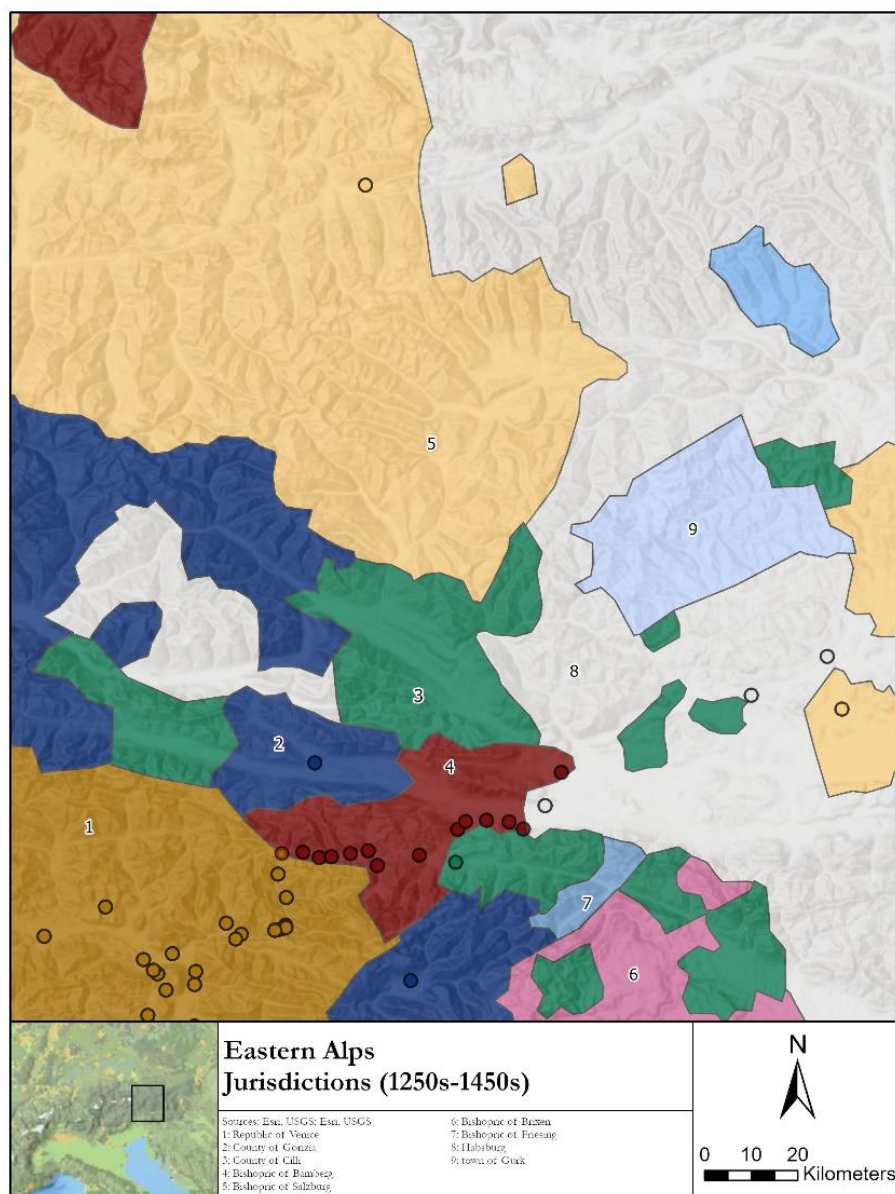 5
9
8
3
2
4
1
7
6
Eastern Alps
Jurisdictions (1250s-1450s)
Sources: Esri, USGS; Esri, USGS
1: Republic of Venice
2: County of Gorizia
3: County of Cilli
4: Bishopric of Bamberg
5: Bishopric of Salzburg
6: Bishopric of Brixen
7: Bishopric of Friesing
8: Habsburg
9: town of Gurk
N
0 10 20
Kilometers